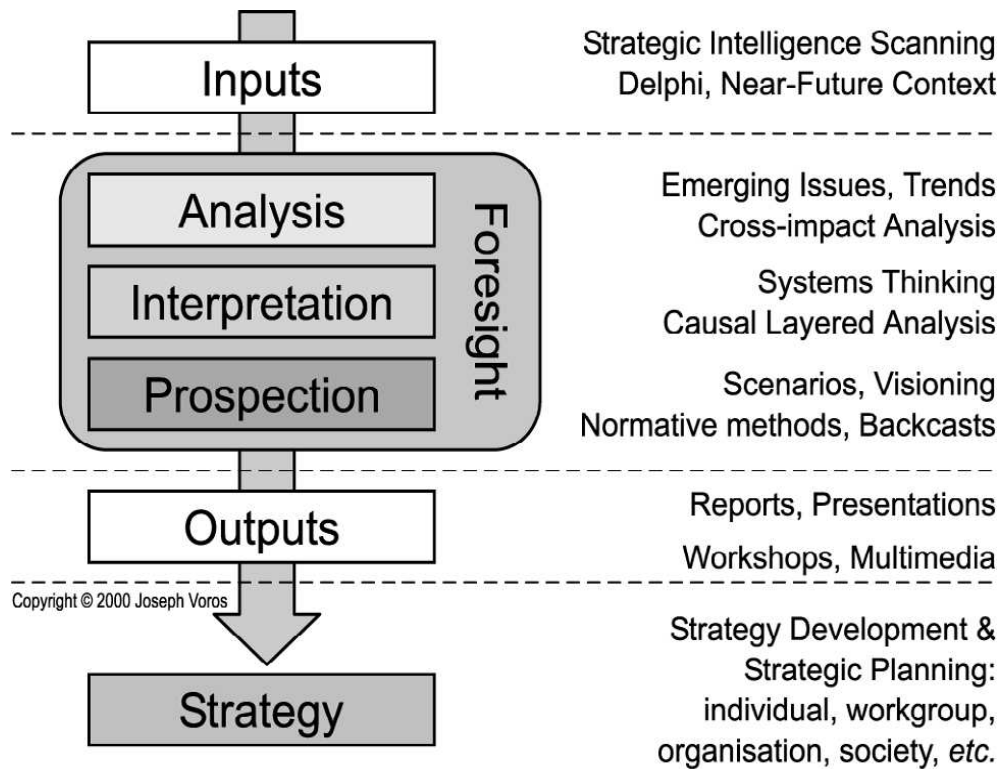 Inputs
Strategic Intelligence Scanning
Delphi, Near-Future Context
Foresight
Analysis
Emerging Issues, Trends
Cross-impact Analysis
Interpretation
Systems Thinking
Causal Layered Analysis
Prospection
Scenarios, Visioning
Normative methods, Backcasts
Outputs
Reports, Presentations
Workshops, Multimedia
Copyright © 2000 Joseph Voros
Strategy
Strategy Development &
Strategic Planning:
individual, workgroup,
organisation, society, etc.